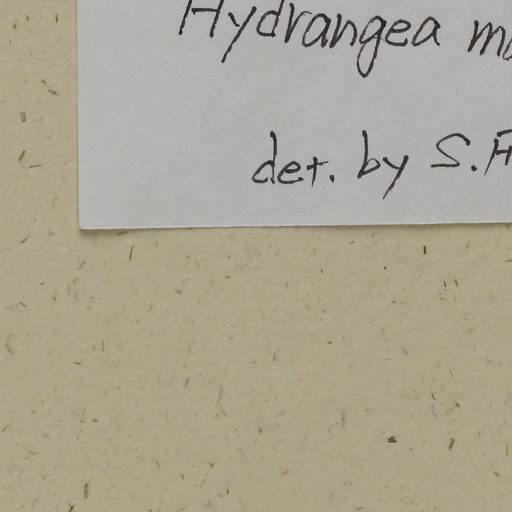 Hydrangea
det. by S.